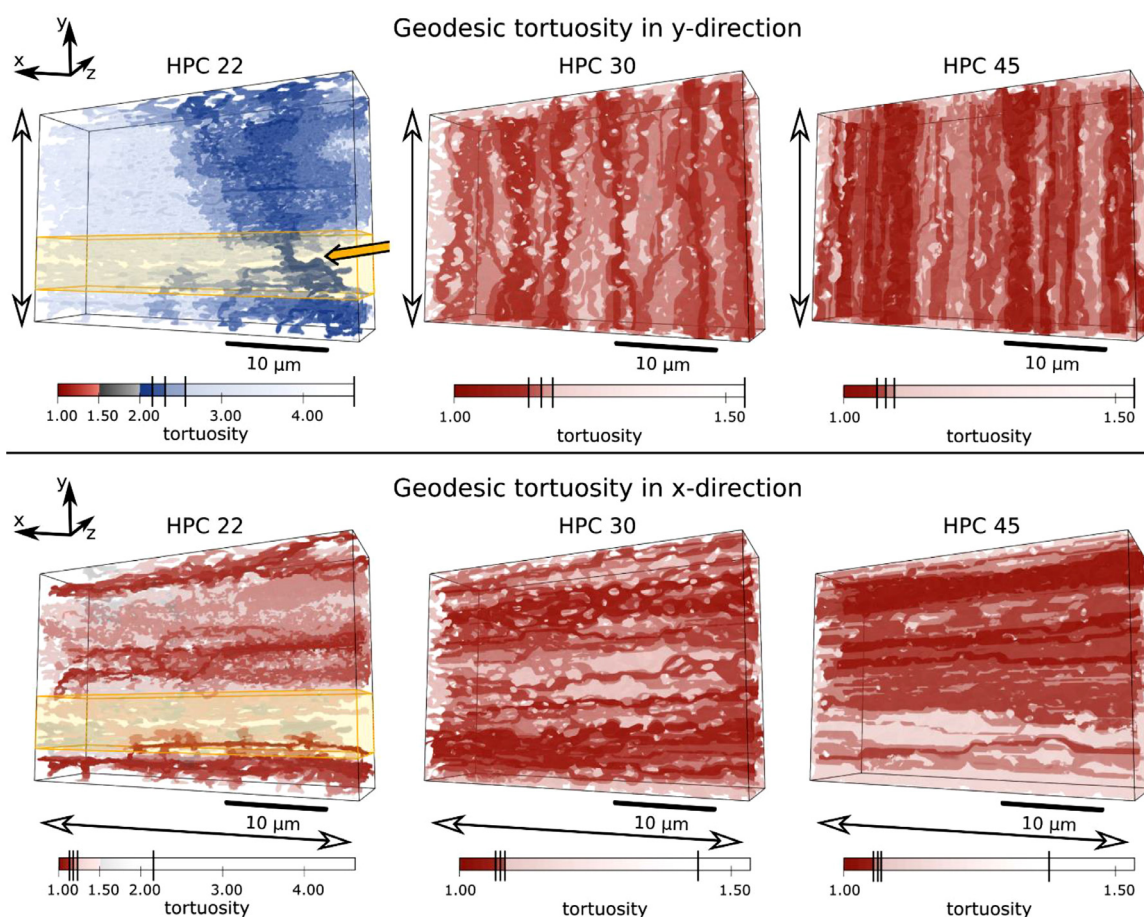 Geodesic tortuosity in y-direction
y
x
z
HPC 22
HPC 30
HPC 45
10 µm
10 µm
10 µm
1.00 1.50 2.00 3.00 4.00
1.00 1.50
1.00 1.50
tortuosity
tortuosity
tortuosity
Geodesic tortuosity in x-direction
y
x
z
HPC 22
HPC 30
HPC 45
10 µm
10 µm
10 µm
1.00 1.50 2.00 3.00 4.00
1.00 1.50
1.00 1.50
tortuosity
tortuosity
tortuosity